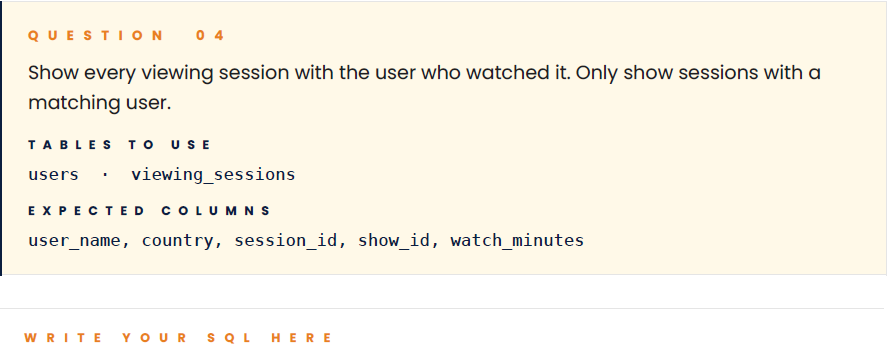 QUESTION 04
Show every viewing session with the user who watched it. Only show sessions with a
matching user.
TABLES TO USE
users · viewing_sessions
EXPECTED COLUMNS
user_name, country, session_id, show_id, watch_minutes
WRITE YOUR SQL HERE